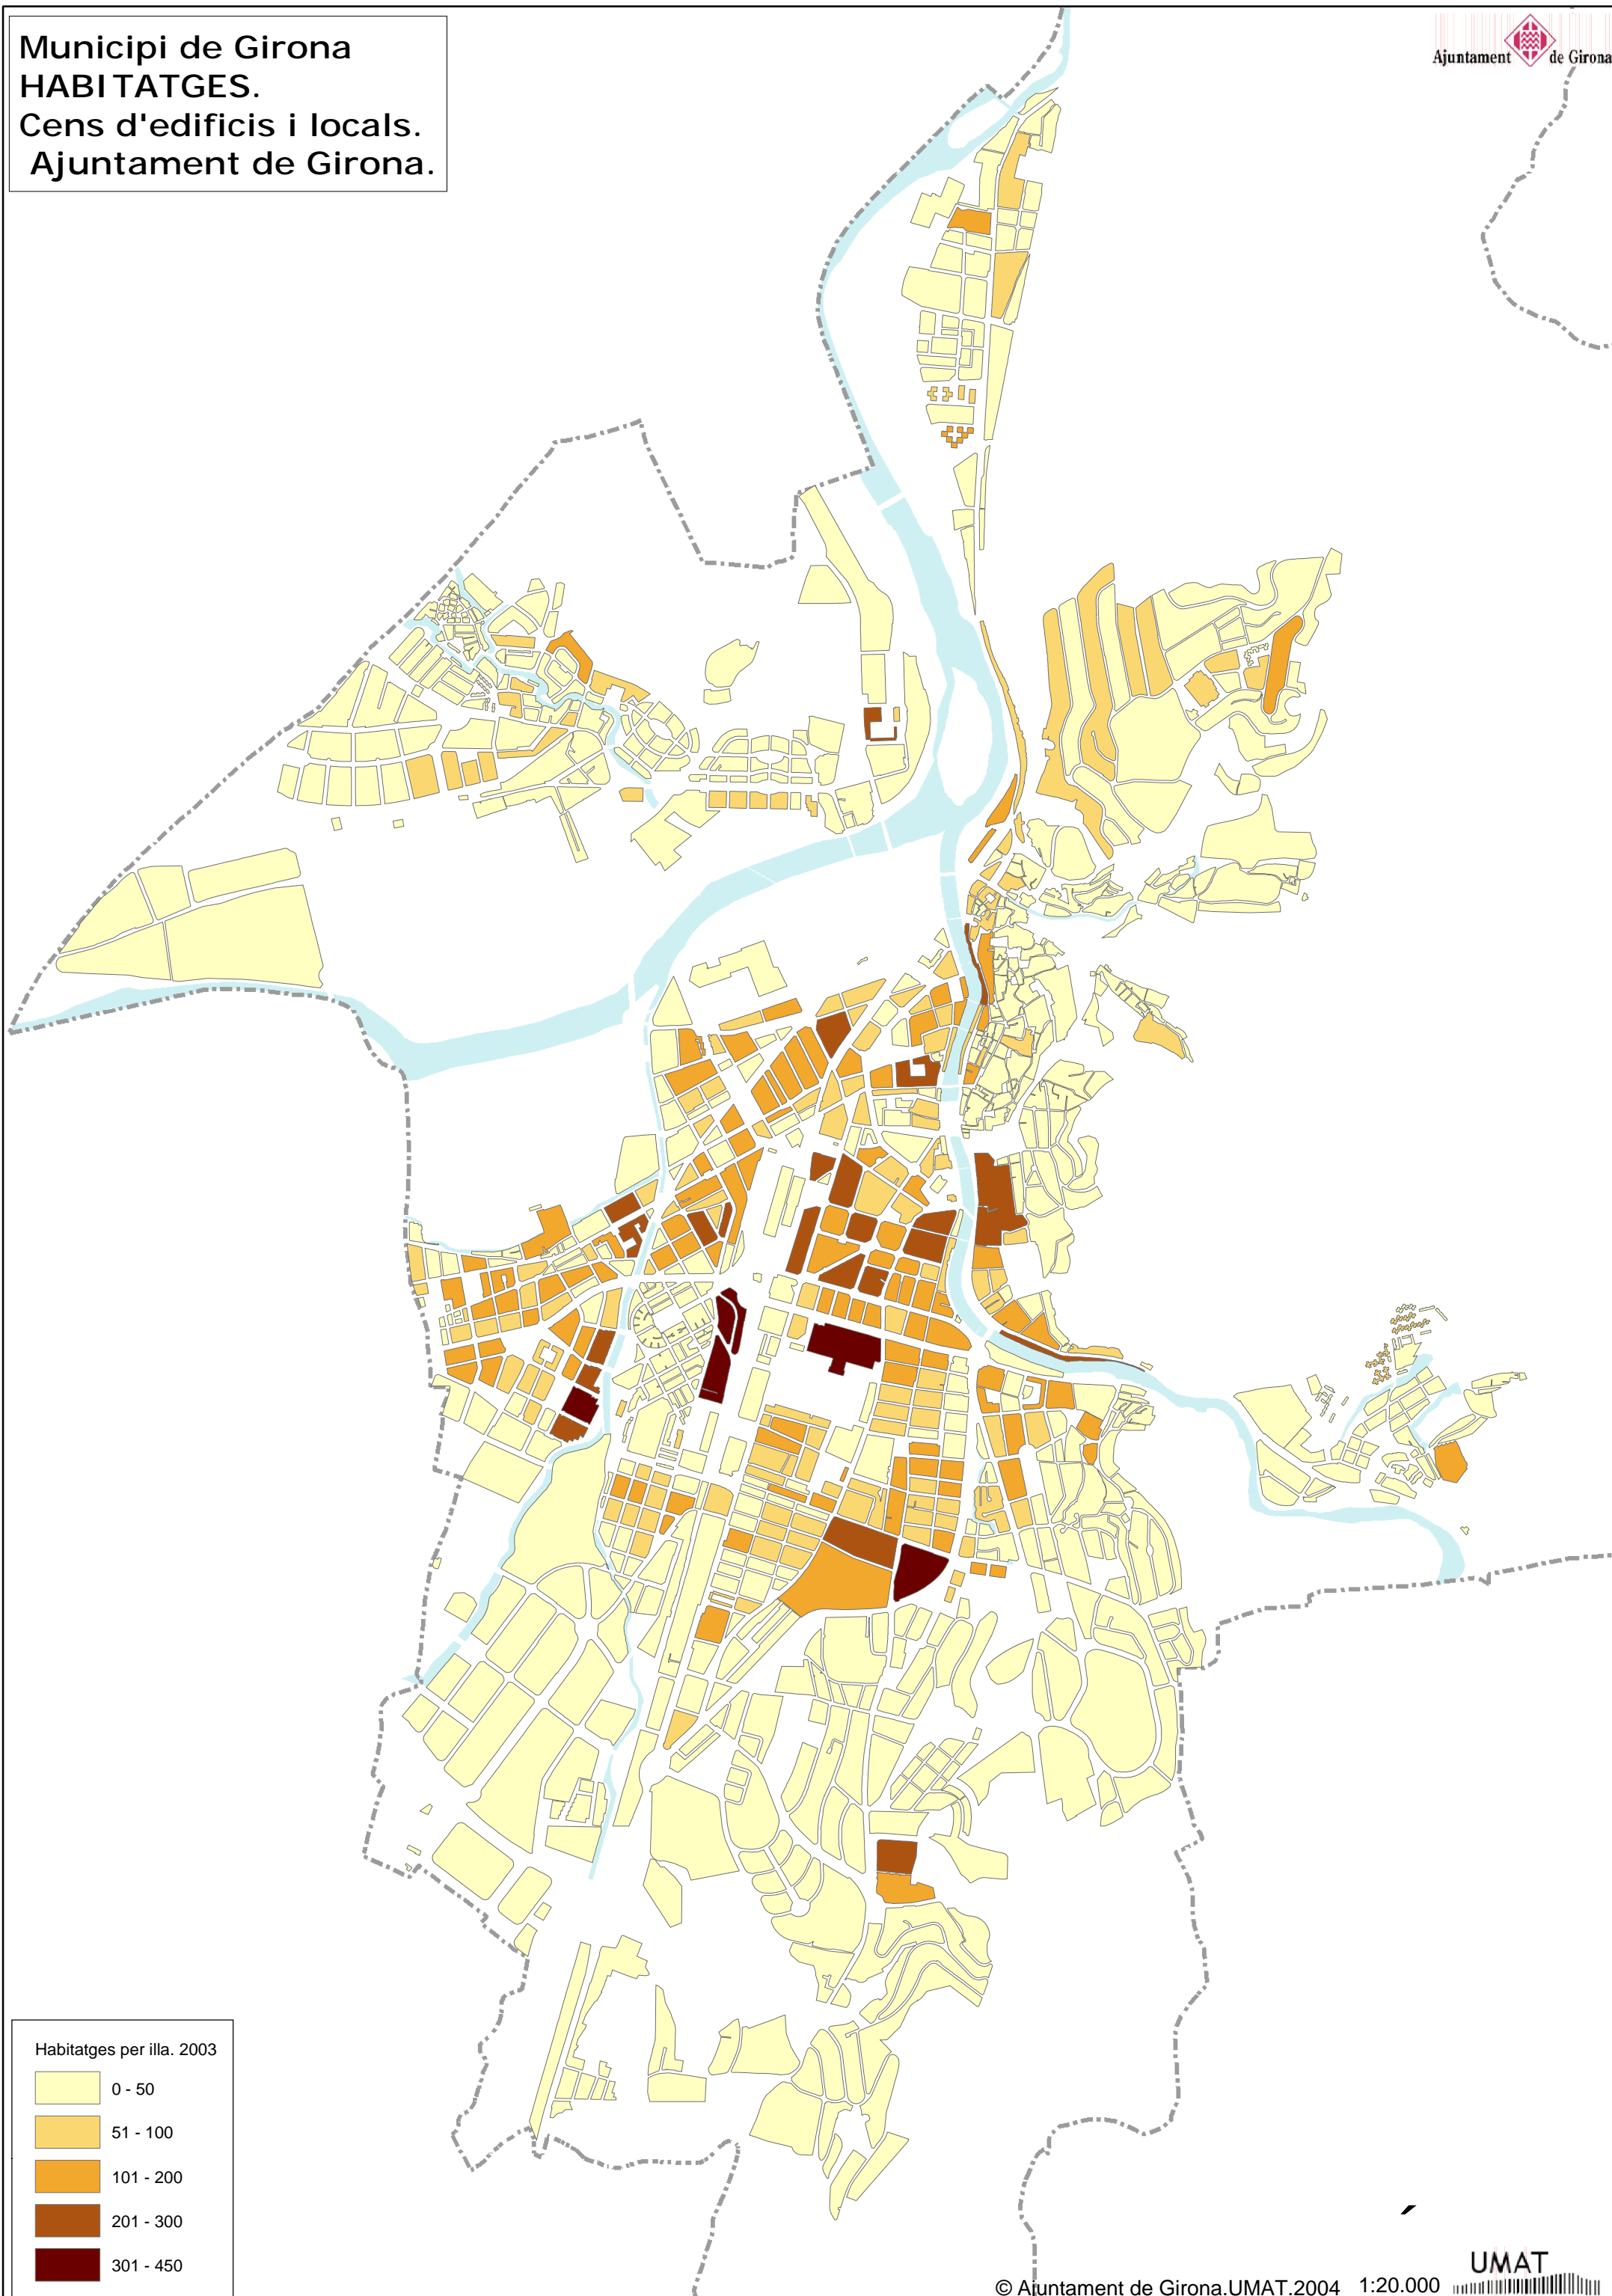 Municipi de Girona
HABITATGES.
Cens d'edificis i locals.
Ajuntament de Girona.
Ajuntament de Girona
Habitatges per illa. 2003
0 - 50
51 - 100
101 - 200
201 - 300
301 - 450
© Ajuntament de Girona.UMAT.2004 1:20.000
UMAT